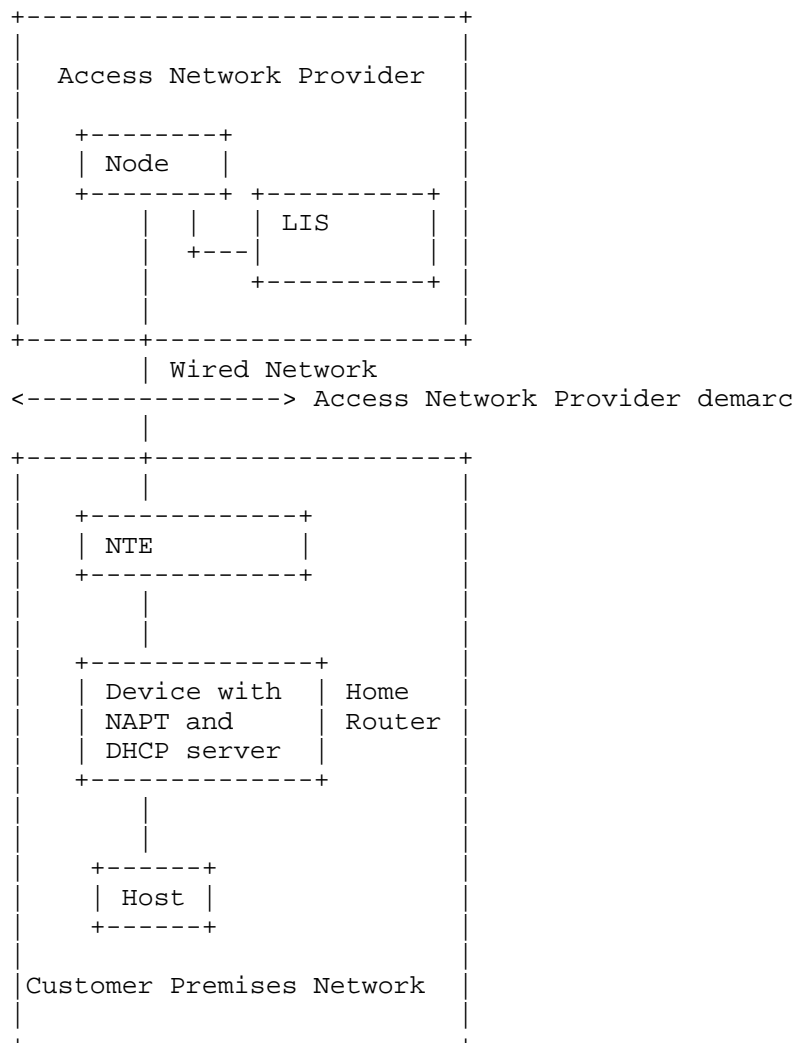 Access Network Provider
Node
LIS
Wired Network
<----------------> Access Network Provider demarc
NTE
Device with Home
NAPT and Router
DHCP server
Host
Customer Premises Network